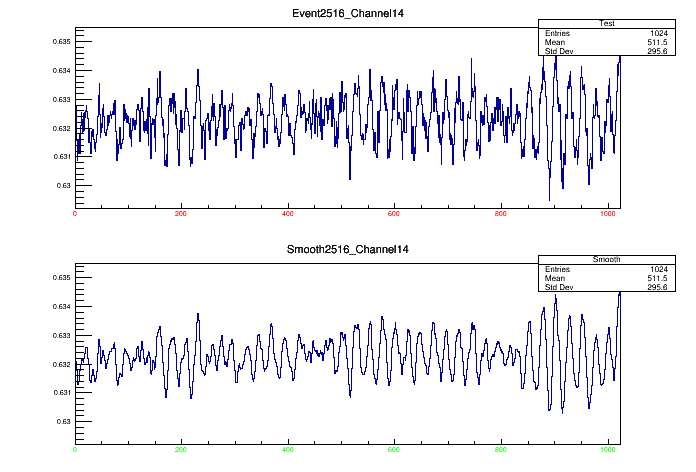 Event2516_Channel14
Test
Entries 1024
Mean 511.5
Std Dev 295.6
0.635
0.634
0.633
0.632
0.631
0.63
0 200 400 600 800 1000
Smooth2516_Channel14
Smooth
Entries 1024
Mean 511.5
Std Dev 295.6
0.635
0.634
0.633
0.632
0.631
0.63
0 200 400 600 800 1000